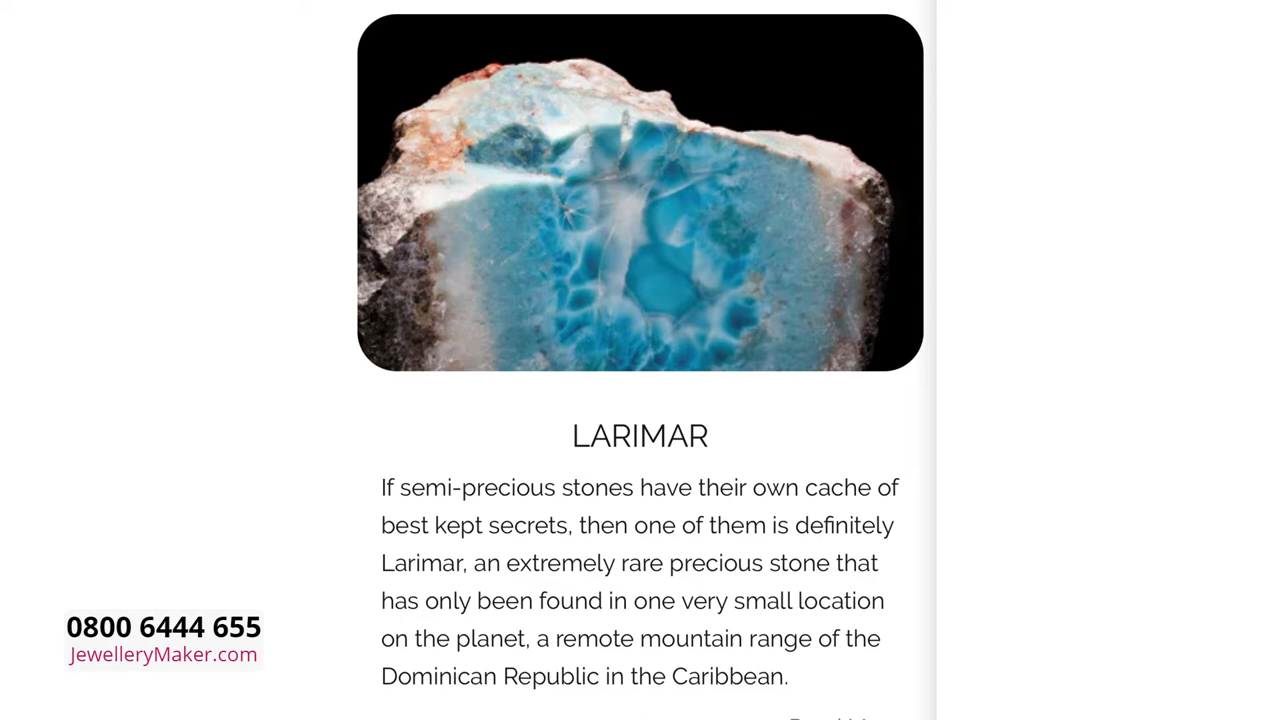 LARIMAR
If semi-precious stones have their own cache of
best kept secrets, then one of them is definitely
Larimar, an extremely rare precious stone that
has only been found in one very small location
on the planet, a remote mountain range of the
Dominican Republic in the Caribbean.
0800 6444 655
JewelleryMaker.com